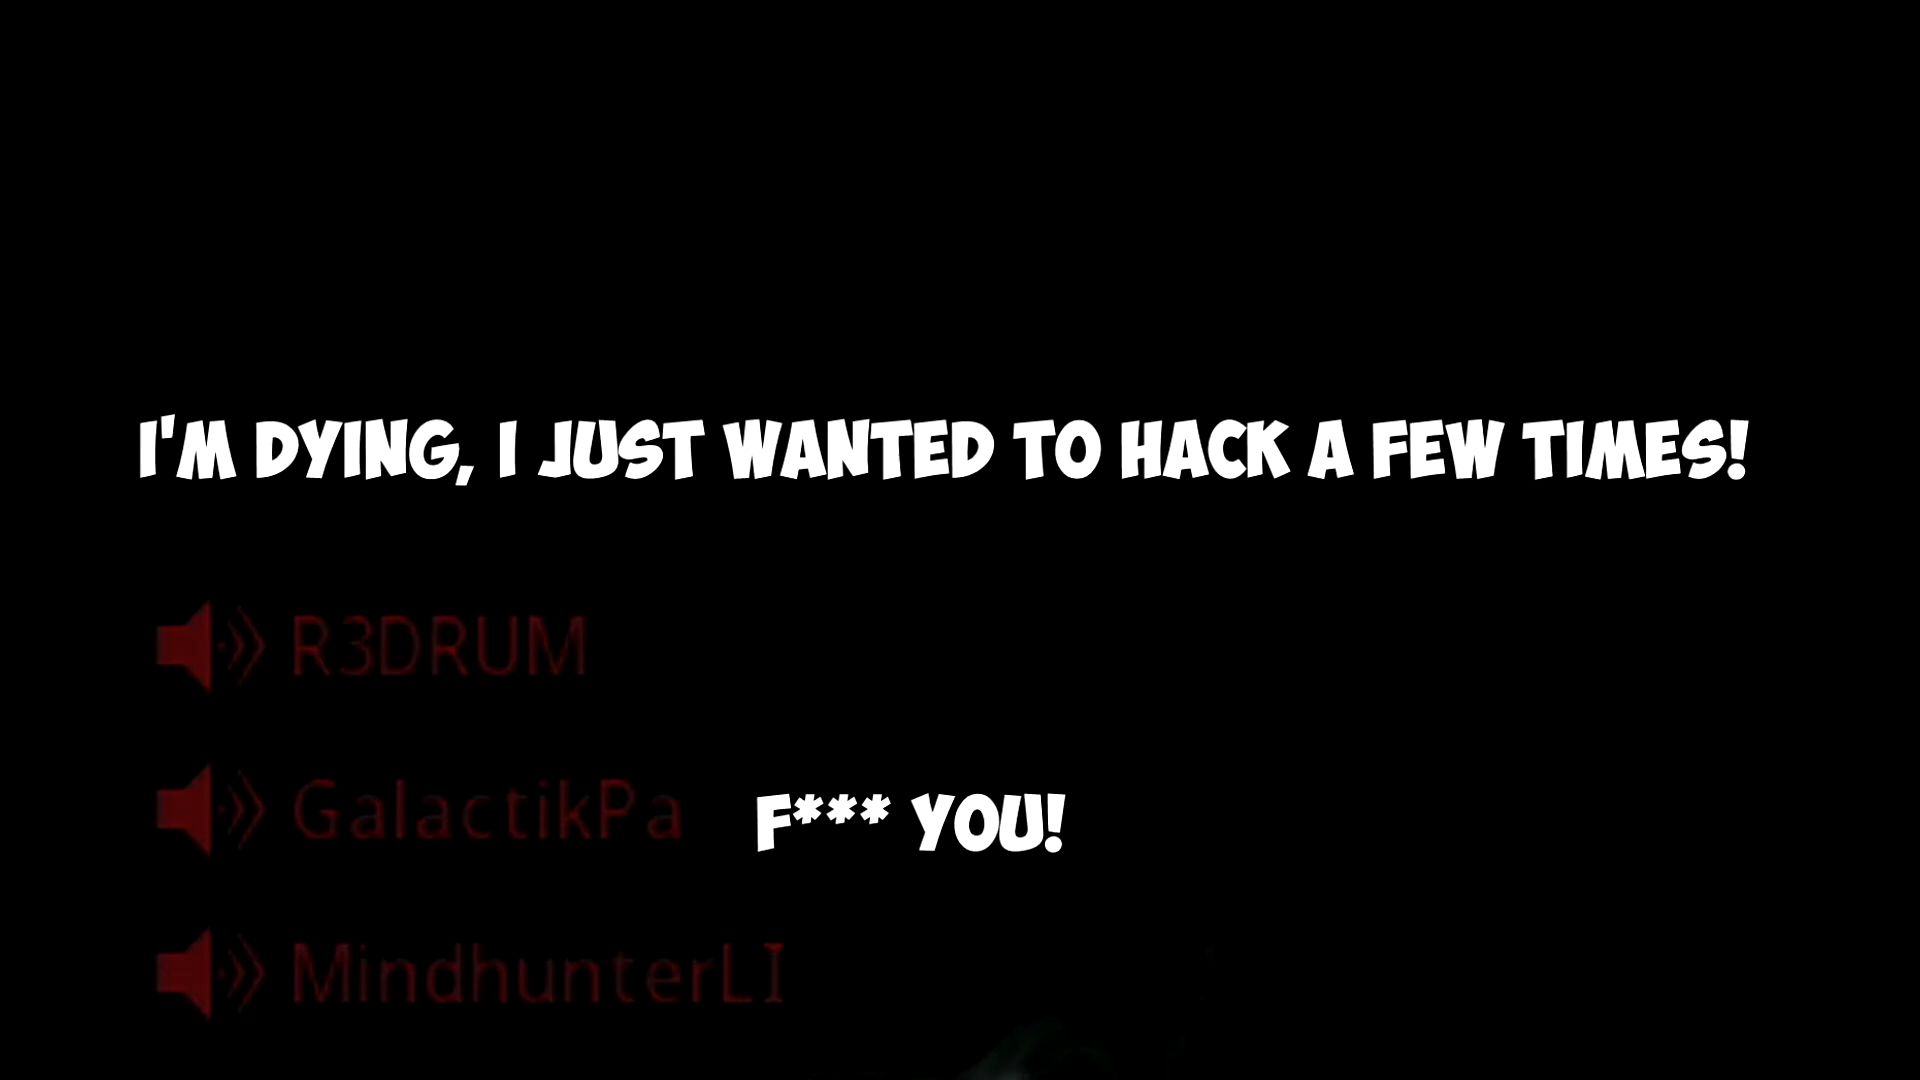 I'M DYING, I JUST WANTED TO HACK A FEW TIMES!
R3DRUM
GalactikPa F*** YOU!
MindhunterLI